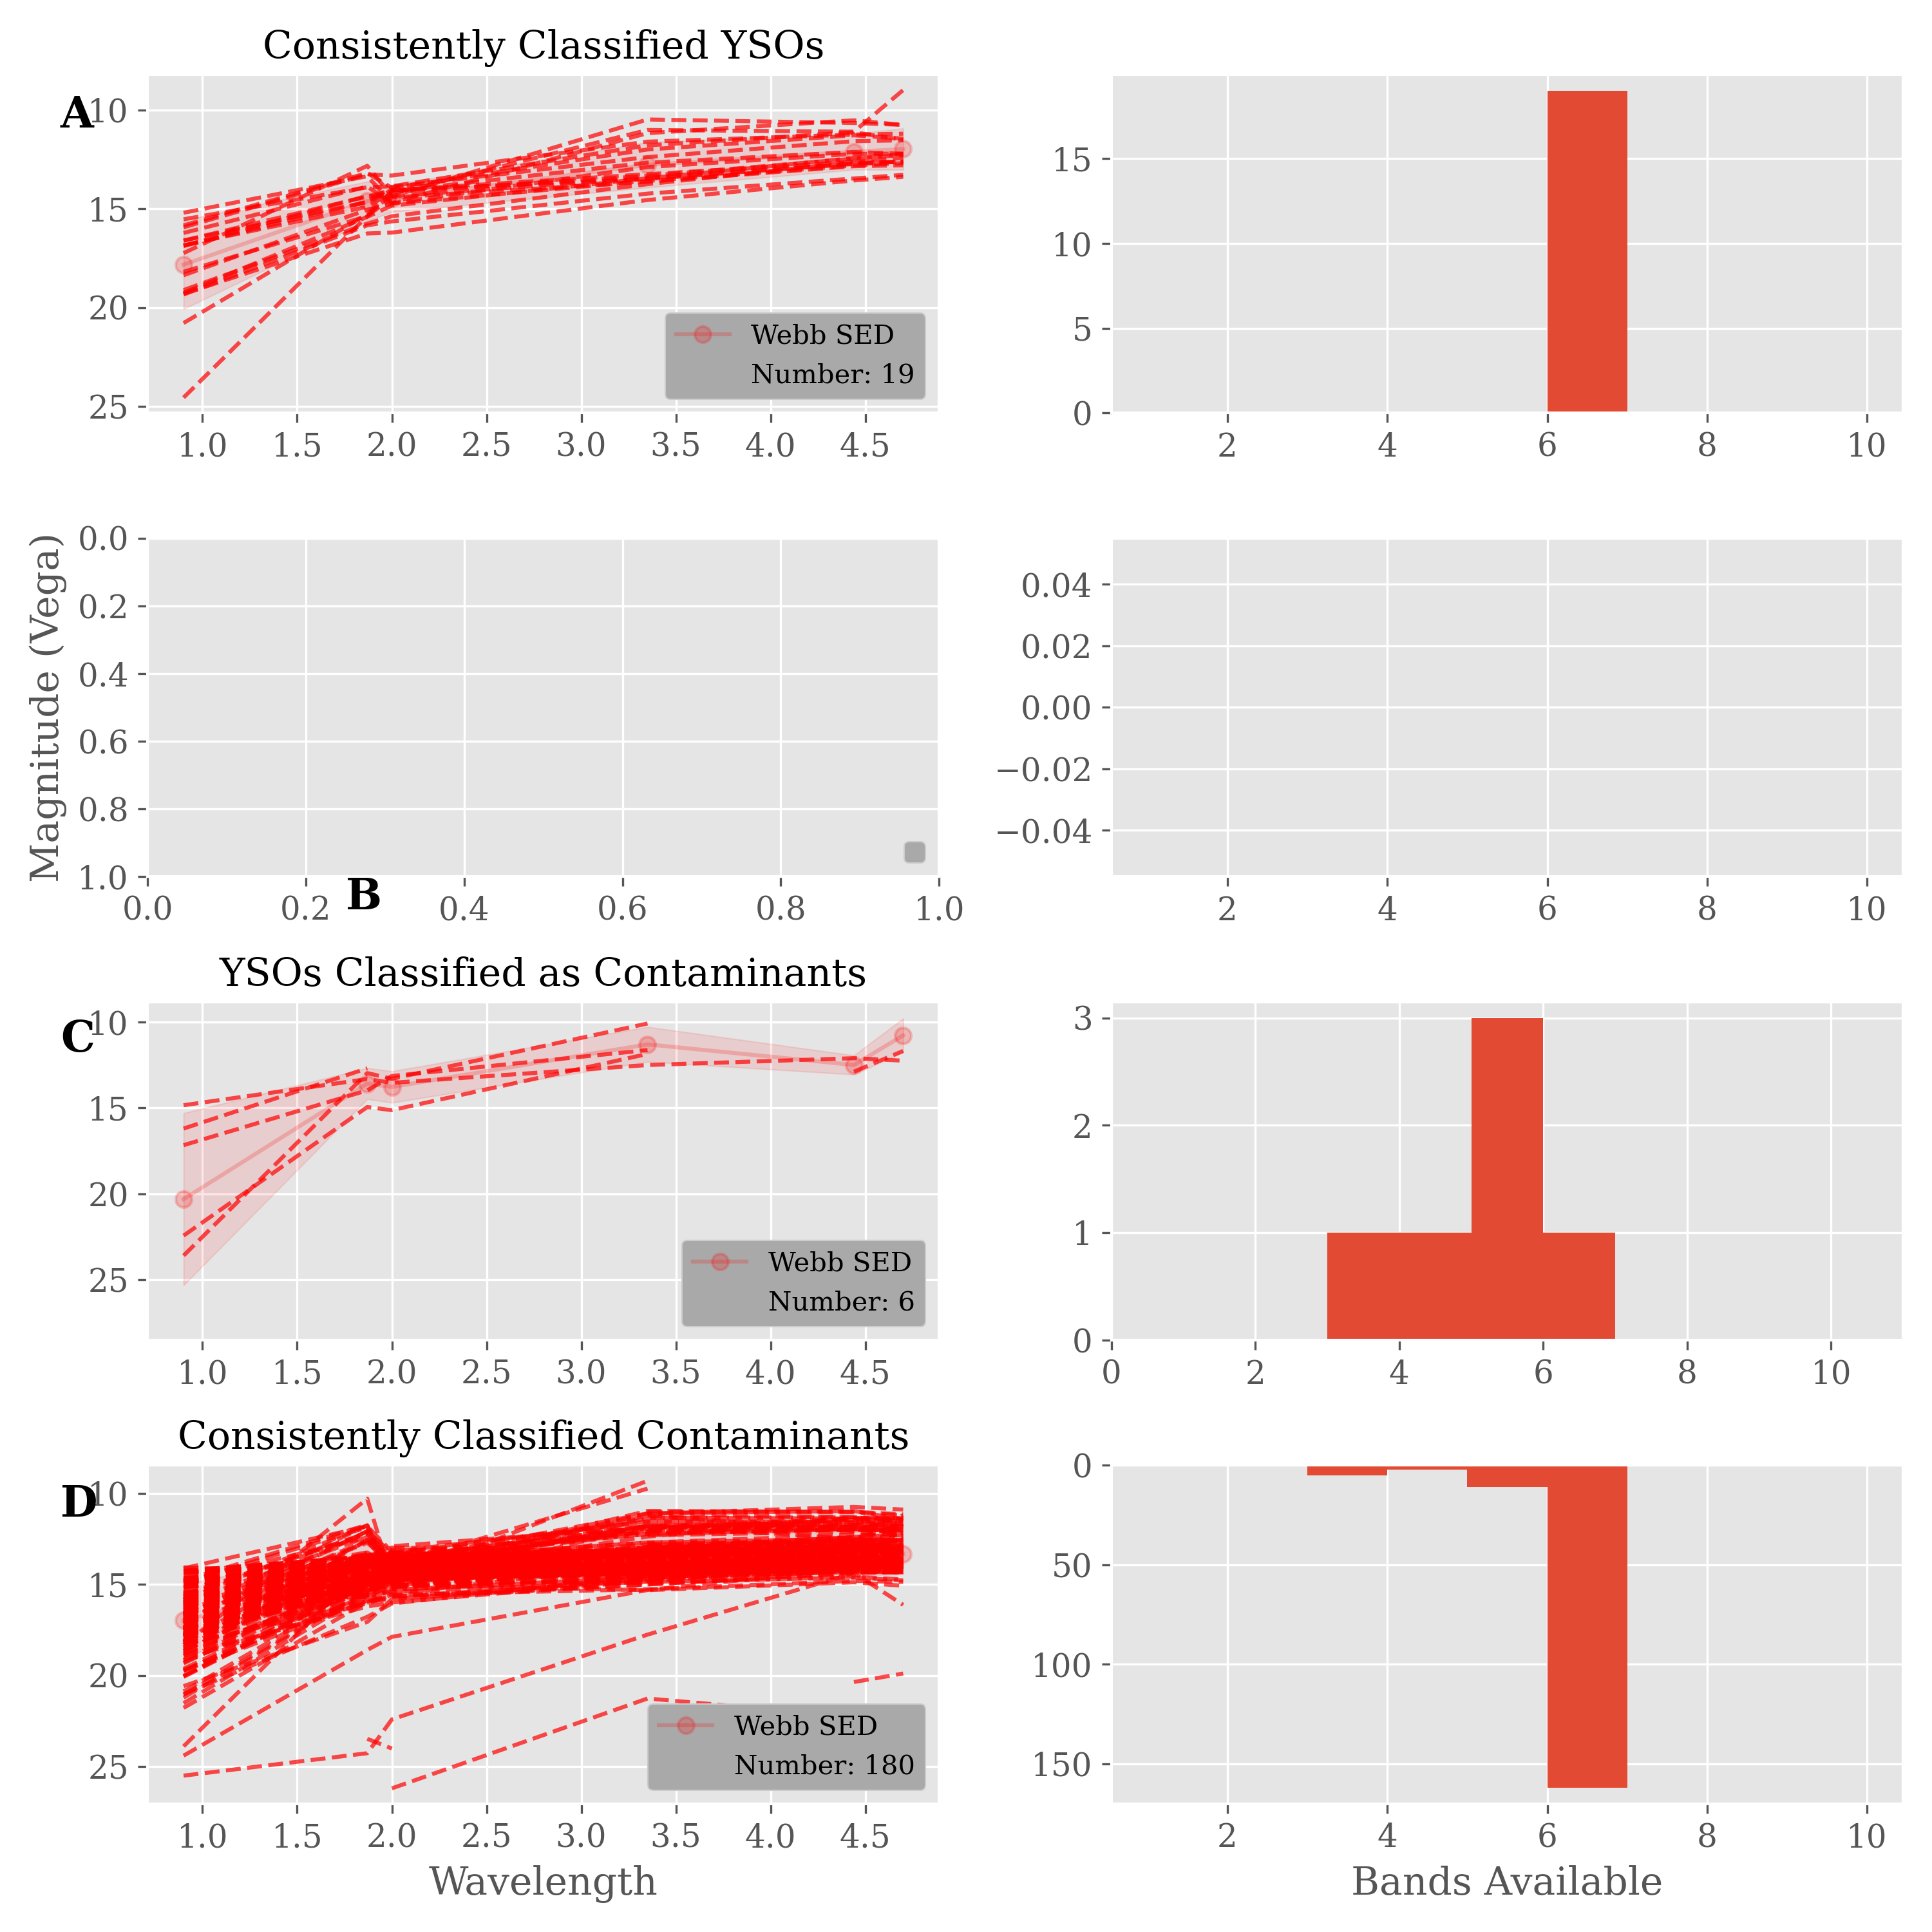 Consistently Classified YSOs
A
10
15
20
25
1.0 1.5 2.0 2.5 3.0 3.5 4.0 4.5
Webb SED
Number: 19
15
10
5
0
2 4 6 8 10
Magnitude (Vega)
0.0
0.2
0.4
0.6
0.8
1.0
0.0 0.2 0.4 0.6 0.8 1.0
B
0.04
0.02
0.00
−0.02
−0.04
2 4 6 8 10
YSOs Classified as Contaminants
C
10
15
20
25
1.0 1.5 2.0 2.5 3.0 3.5 4.0 4.5
Webb SED
Number: 6
3
2
1
0
0 2 4 6 8 10
Consistently Classified Contaminants
D
10
15
20
25
1.0 1.5 2.0 2.5 3.0 3.5 4.0 4.5
Webb SED
Number: 180
Wavelength
0
50
100
150
2 4 6 8 10
Bands Available